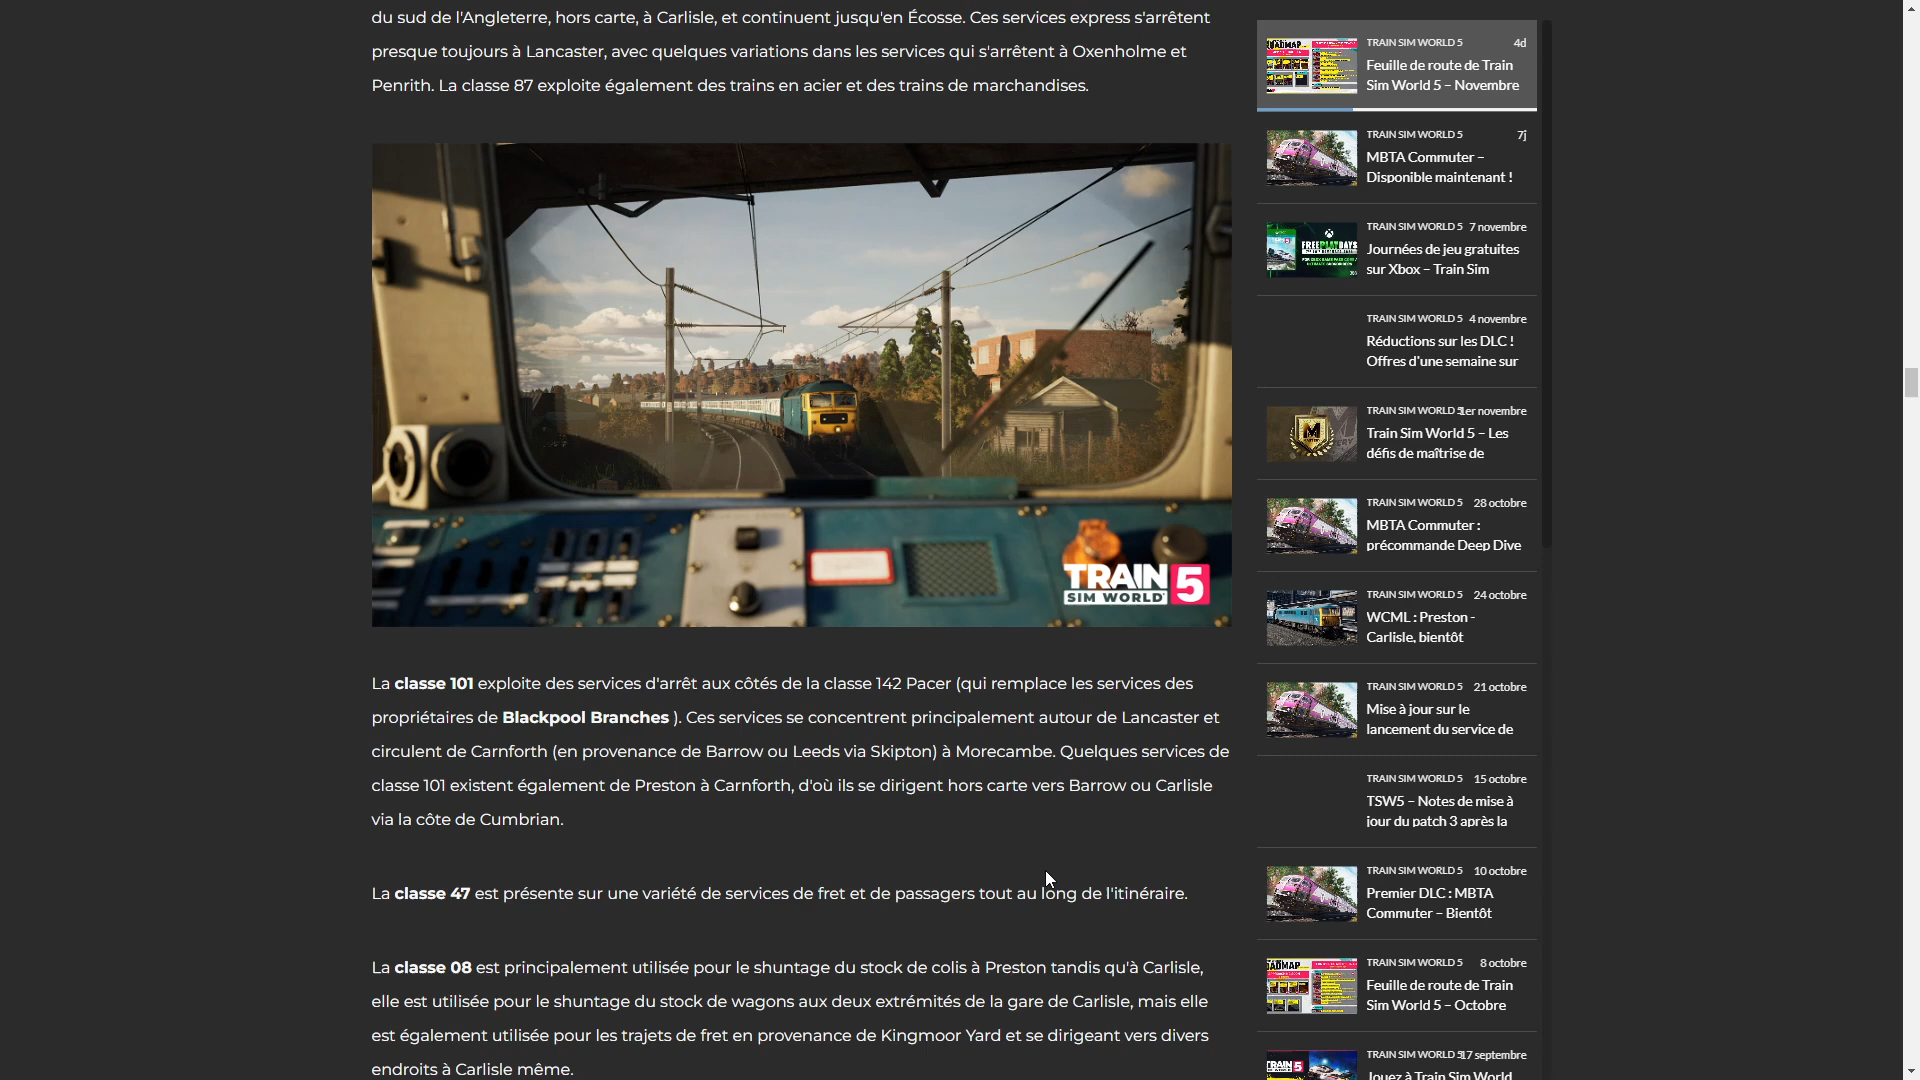 du sud de l'Angleterre, hors carte, à Carlisle, et continuent jusqu'en Écosse. Ces services express s'arrêtent
presque toujours à Lancaster, avec quelques variations dans les services qui s'arrêtent à Oxenholme et
Penrith. La classe 87 exploite également des trains en acier et des trains de marchandises.
TRAIN
SIM WORLD 5
La classe 101 exploite des services d'arrêt aux côtés de la classe 142 Pacer (qui remplace les services des
propriétaires de Blackpool Branches ). Ces services se concentrent principalement autour de Lancaster et
circulent de Carnforth (en provenance de Barrow ou Leeds via Skipton) à Morecambe. Quelques services de
classe 101 existent également de Preston à Carnforth, d'où ils se dirigent hors carte vers Barrow ou Carlisle
via la côte de Cumbrian.
La classe 47 est présente sur une variété de services de fret et de passagers tout au long de l'itinéraire.
La classe 08 est principalement utilisée pour le shuntage du stock de colis à Preston tandis qu'à Carlisle,
elle est utilisée pour le shuntage du stock de wagons aux deux extrémités de la gare de Carlisle, mais elle
est également utilisée pour les trajets de fret en provenance de Kingmoor Yard et se dirigeant vers divers
endroits à Carlisle même.
ROADMAP
TRAIN SIM WORLD 5 4d
Feuille de route de Train
Sim World 5 – Novembre
TRAIN SIM WORLD 5 7j
MBTA Commuter –
Disponible maintenant !
FREE PLAY DAYS
TRAIN SIM WORLD 5 7 novembre
Journées de jeu gratuites
sur Xbox – Train Sim
TRAIN SIM WORLD 5 4 novembre
Réductions sur les DLC !
Offres d'une semaine sur
TRAIN SIM WORLD 5 1er novembre
Train Sim World 5 – Les
défis de maîtrise de
TRAIN SIM WORLD 5 28 octobre
MBTA Commuter :
précommande Deep Dive
TRAIN SIM WORLD 5 24 octobre
WCML : Preston -
Carlisle, bientôt
TRAIN SIM WORLD 5 21 octobre
Mise à jour sur le
lancement du service de
TRAIN SIM WORLD 5 15 octobre
TSW5 – Notes de mise à
jour du patch 3 après la
TRAIN SIM WORLD 5 10 octobre
Premier DLC : MBTA
Commuter – Bientôt
ROADMAP
TRAIN SIM WORLD 5 8 octobre
Feuille de route de Train
Sim World 5 – Octobre
TRAIN 5
TRAIN SIM WORLD 5 17 septembre
Jouez à Train Sim World